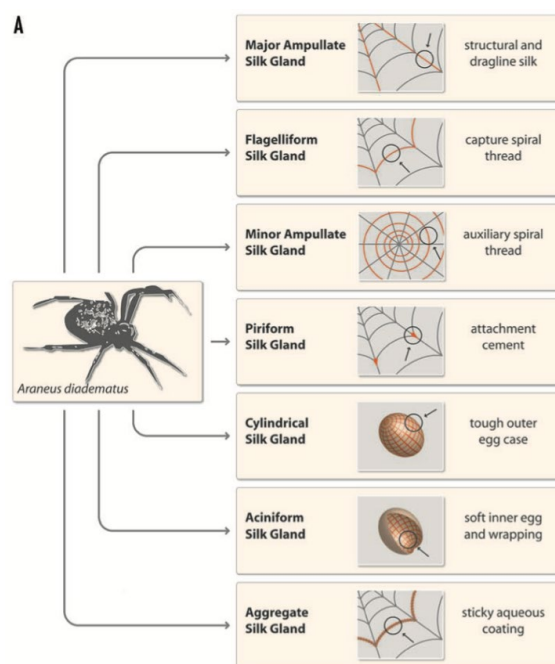 A
Major Ampullate
Silk Gland
structural and
dragline silk
Flagelliform
Silk Gland
capture spiral
thread
Minor Ampullate
Silk Gland
auxiliary spiral
thread
Araneus diadematus
Piriform
Silk Gland
attachment
cement
Cylindrical
Silk Gland
tough outer
egg case
Aciniform
Silk Gland
soft inner egg
and wrapping
Aggregate
Silk Gland
sticky aqueous
coating